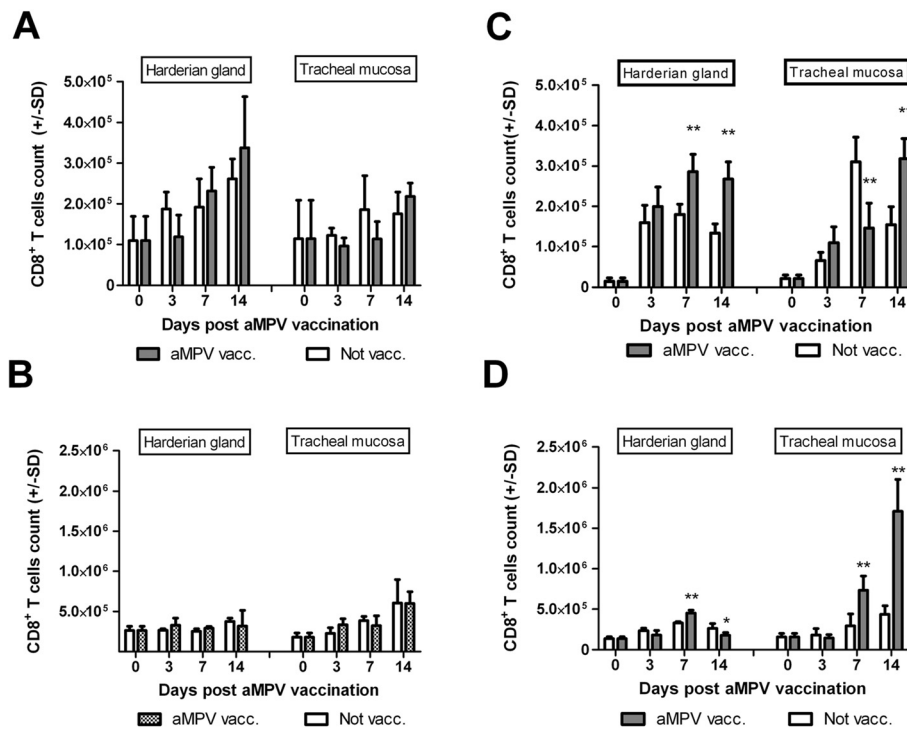 A
Harderian gland Tracheal mucosa
CD8⁺ T cells count (+/-SD)
5.0×10⁵
4.0×10⁵
3.0×10⁵
2.0×10⁵
1.0×10⁵
0 3 7 14 0 3 7 14
Days post aMPV vaccination
aMPV vacc. Not vacc.
C
Harderian gland Tracheal mucosa
CD8⁺ T cells count(+/-SD)
5.0×10⁵
4.0×10⁵
3.0×10⁵
2.0×10⁵
1.0×10⁵
** ** ** **
0 3 7 14 0 3 7 14
Days post aMPV vaccination
aMPV vacc. Not vacc.
B
Harderian gland Tracheal mucosa
CD8⁺ T cells count (+/-SD)
2.5×10⁶
2.0×10⁶
1.5×10⁶
1.0×10⁶
5.0×10⁵
0 3 7 14 0 3 7 14
Days post aMPV vaccination
aMPV vacc. Not vacc.
D
Harderian gland Tracheal mucosa
CD8⁺ T cells count (+/-SD)
2.5×10⁶
2.0×10⁶
1.5×10⁶
1.0×10⁶
5.0×10⁵
0
** * ** **
0 3 7 14 0 3 7 14
Days post aMPV vaccination
aMPV vacc. Not vacc.